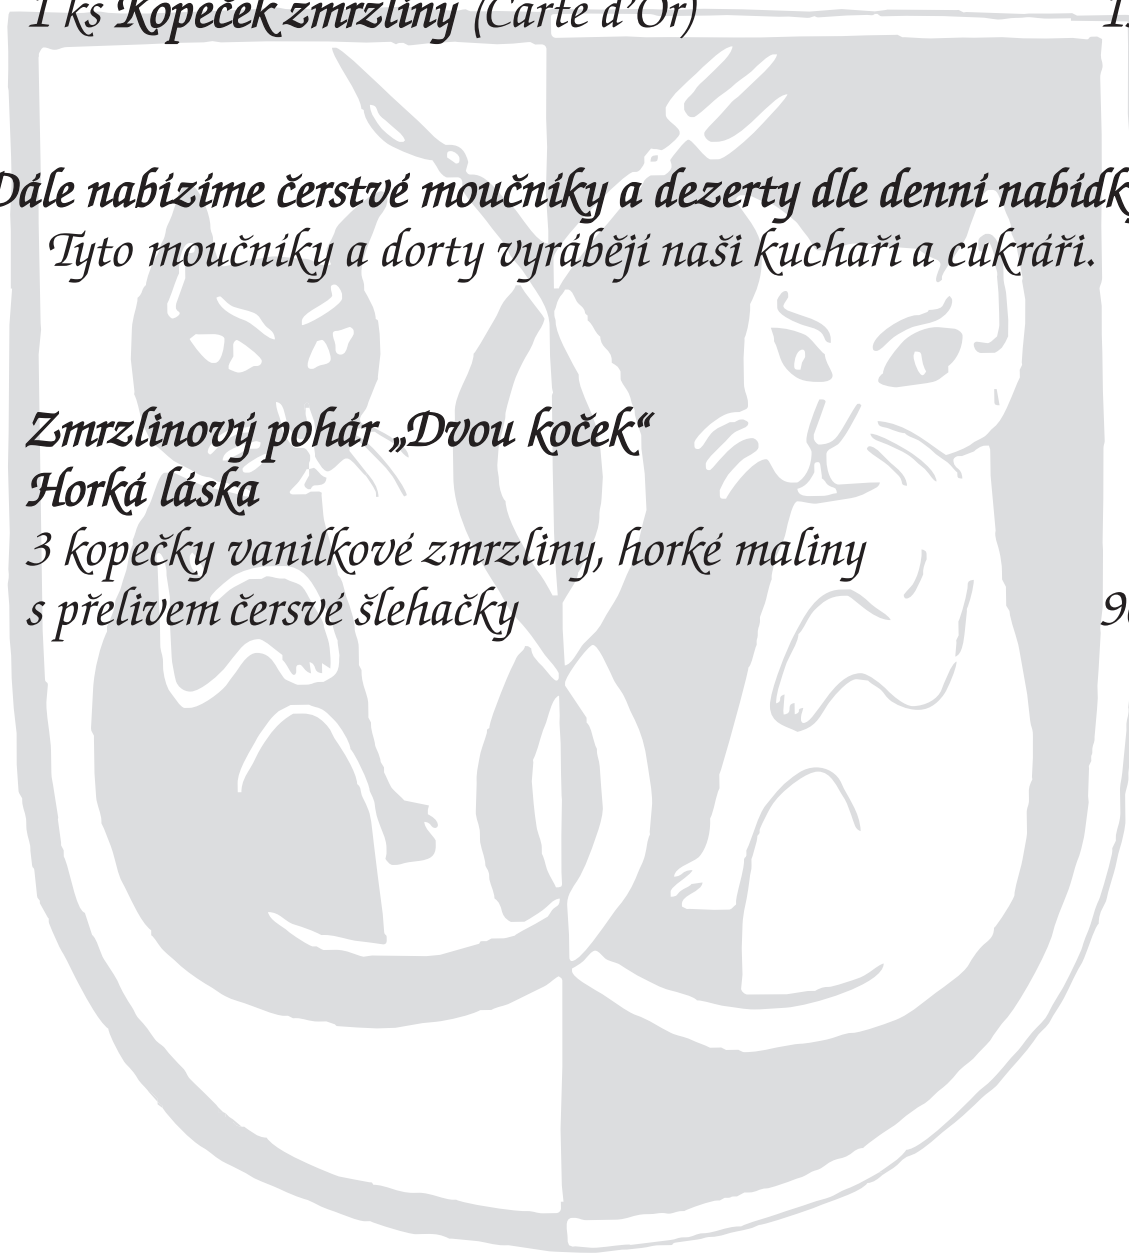 1 ks Kopeček zmrzliny (Carte d'Or)
Dále nabízíme čerstvé moučníky a dezerty dle denní nabídky
Tyto moučníky a dorty vyrábějí naši kuchaři a cukráři.
Zmrzlinový pohár „Dvou koček“
Horká láska
3 kopečky vanilkové zmrzliny, horké maliny
s přelivem čersvé šlehačky